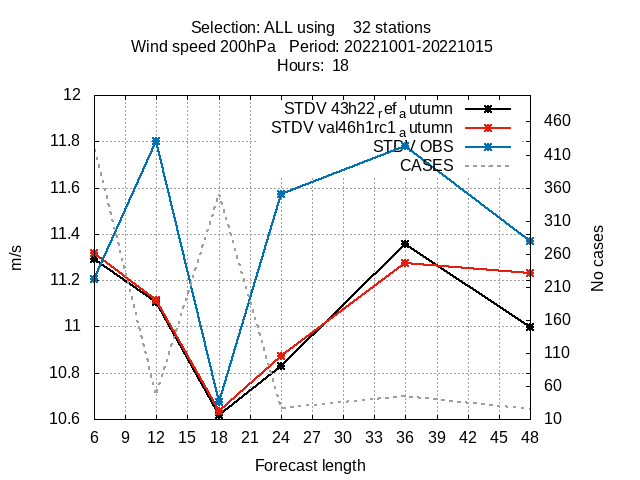 Selection: ALL using 32 stations
Wind speed 200hPa Period: 20221001-20221015
Hours: 18
STDV 43h22ref autumn
STDV val46h1rc1autumn
STDV OBS
CASES
12
11.8
11.6
11.4
11.2
11
10.8
10.6
m/s
460
410
360
310
260
210
160
110
60
10
No cases
6 9 12 15 18 21 24 27 30 33 36 39 42 45 48
Forecast length